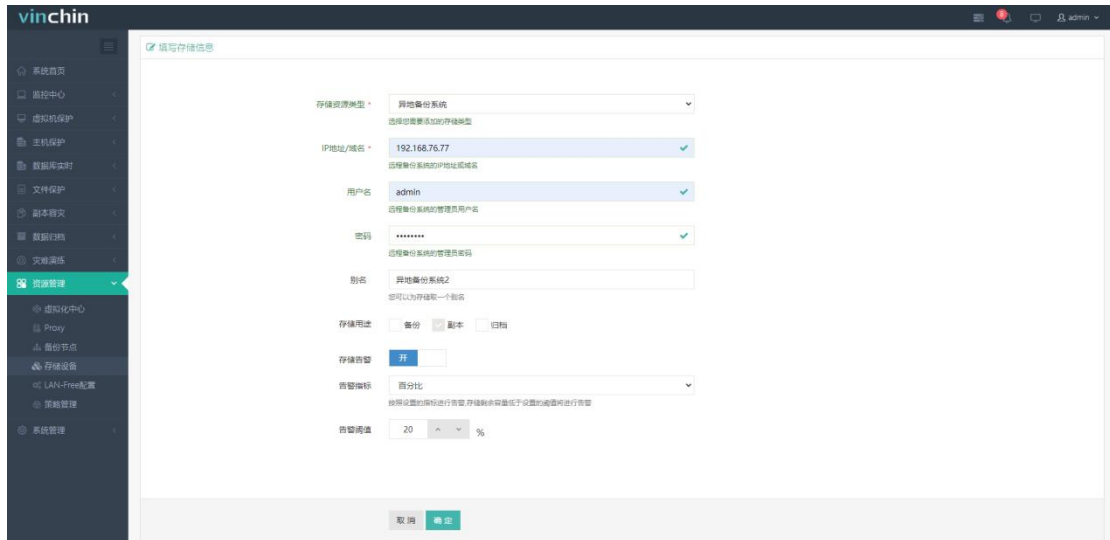 vinchin
admin
填写存储信息
系统首页
监控中心
虚拟机保护
主机保护
数据库实时
文件保护
副本容灾
数据归档
灾难演练
资源管理
虚拟化中心
Proxy
备份节点
存储设备
LAN-Free配置
策略管理
系统管理
存储资源类型 * 异地备份系统
选择您需要添加的存储类型
IP地址/域名 * 192.168.76.77
远程备份系统的IP地址或域名
用户名 admin
远程备份系统的管理员用户名
密码 ••••••••
远程备份系统的管理员密码
别名 异地备份系统2
您可以为存储取一个别名
存储用途 备份 副本 归档
存储告警 开
告警指标 百分比
按照设置的指标进行告警,存储剩余容量低于设置的阈值将进行告警
告警阈值 20 %
取消 确定